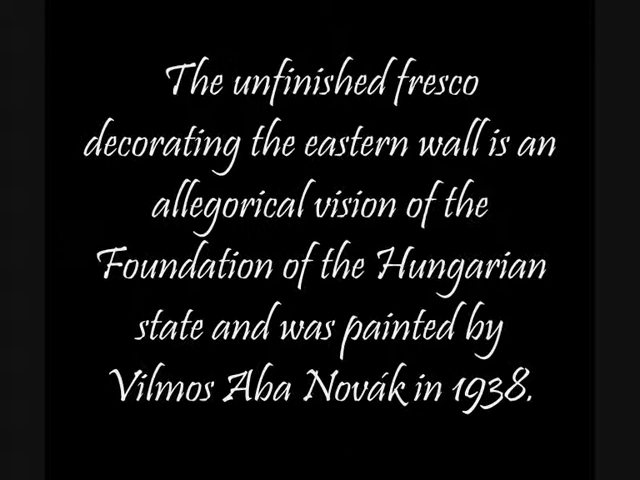 The unfinished fresco
decorating the eastern wall is an
allegorical vision of the
Foundation of the Hungarian
state and was painted by
Vilmos Aba Novák in 1938.